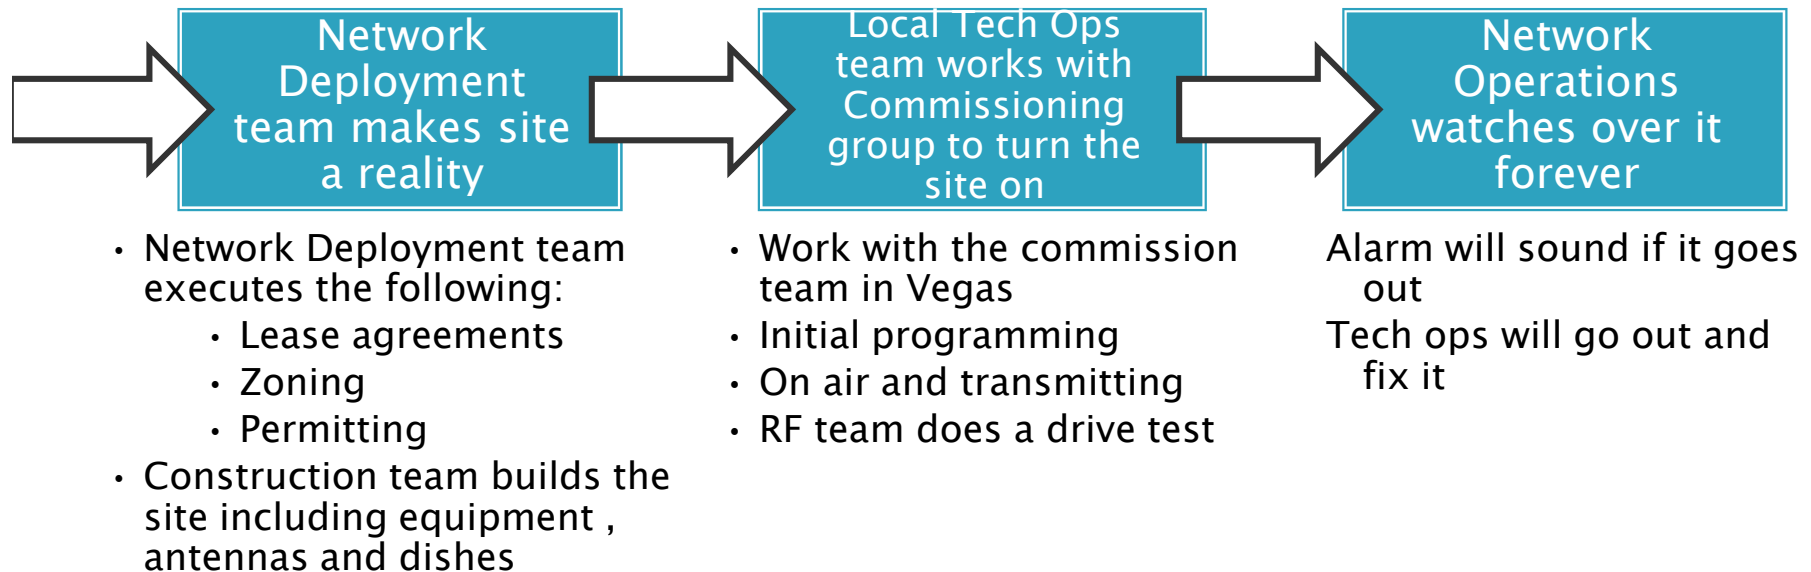 Network
Deployment
team makes site
a reality
Local Tech Ops
team works with
Commissioning
group to turn the
site on
Network
Operations
watches over it
forever
• Network Deployment team
executes the following:
• Lease agreements
• Zoning
• Permitting
• Construction team builds the
site including equipment ,
antennas and dishes
• Work with the commission
team in Vegas
• Initial programming
• On air and transmitting
• RF team does a drive test
Alarm will sound if it goes
out
Tech ops will go out and
fix it